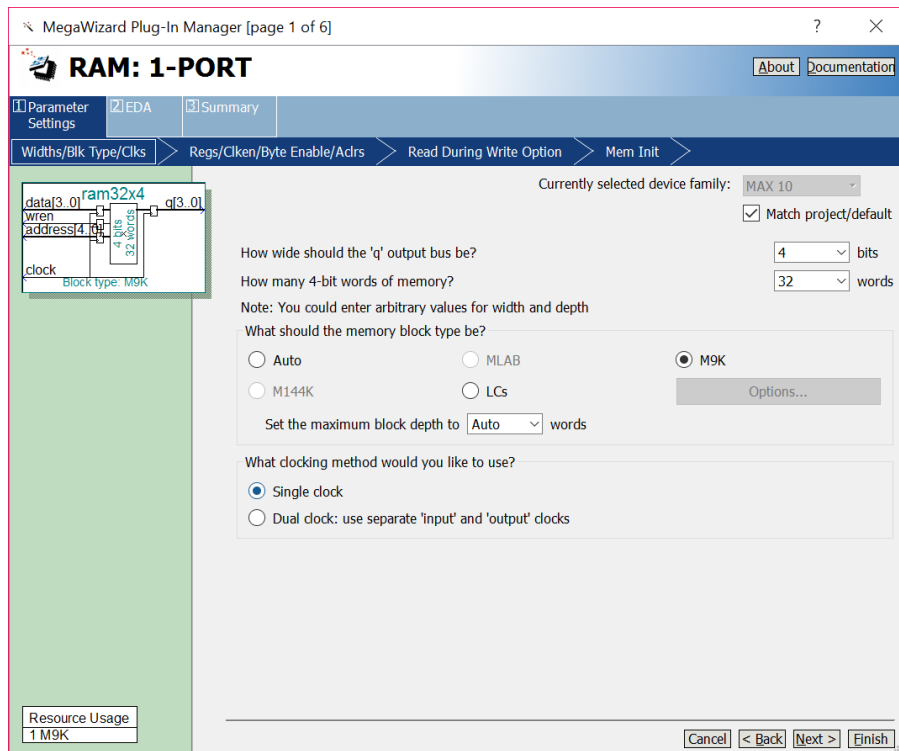 MegaWizard Plug-In Manager [page 1 of 6]
?
RAM: 1-PORT
About
Documentation
1 Parameter Settings
2 EDA
3 Summary
Widths/Blk Type/Clks
Regs/Clken/Byte Enable/Aclrs
Read During Write Option
Mem Init
ram32x4
data[3..0]
q[3..0]
wren
address[4..0]
4 bits
32 words
clock
Block type: M9K
Currently selected device family:
MAX 10
Match project/default
How wide should the 'q' output bus be?
4
bits
How many 4-bit words of memory?
32
words
Note: You could enter arbitrary values for width and depth
What should the memory block type be?
Auto
MLAB
M9K
M144K
LCs
Options...
Set the maximum block depth to
Auto
words
What clocking method would you like to use?
Single clock
Dual clock: use separate 'input' and 'output' clocks
Resource Usage
1 M9K
Cancel
< Back
Next >
Finish